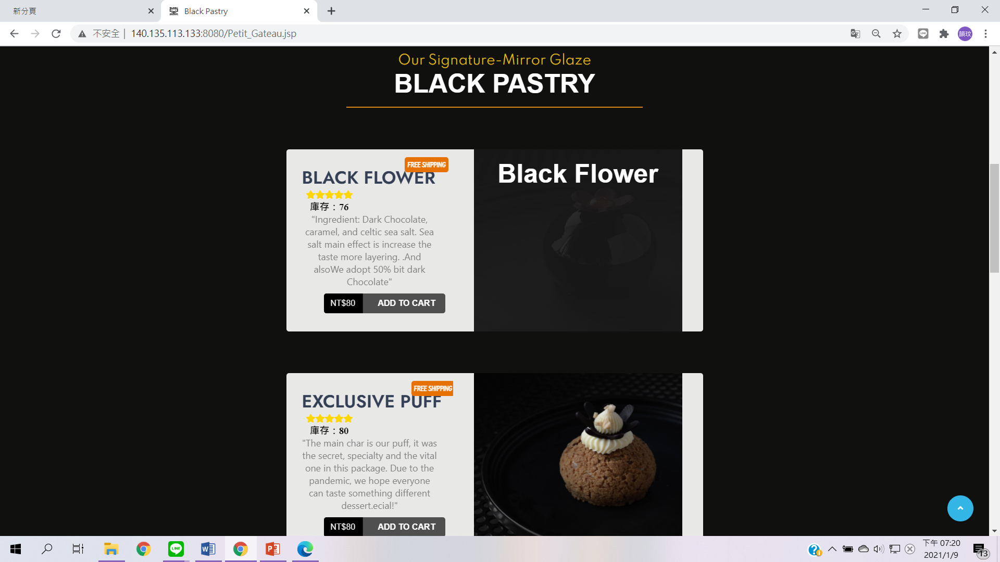 新分頁
Black Pastry
不安全
140.135.113.133:8080/Petit_Gateau.jsp
韻玟
Our Signature-Mirror Glaze
BLACK PASTRY
FREE SHIPPING
BLACK FLOWER
庫存：76
"Ingredient: Dark Chocolate,
caramel, and celtic sea salt. Sea
salt main effect is increase the
taste more layering. .And
alsoWe adopt 50% bit dark
Chocolate"
NT$80
ADD TO CART
Black Flower
FREE SHIPPING
EXCLUSIVE PUFF
庫存：80
"The main char is our puff, it was
the secret, specialty and the vital
one in this package. Due to the
pandemic, we hope everyone
can taste something different
dessert.ecial!"
NT$80
ADD TO CART
LINE
下午 07:20
2021/1/9
13